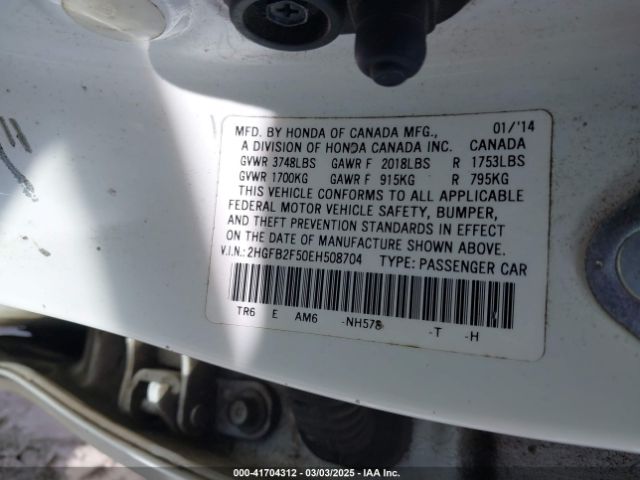 MFD. BY HONDA OF CANADA MFG., 01/'14
A DIVISION OF HONDA CANADA INC. CANADA
GVWR 3748LBS GAWR F 2018LBS R 1753LBS
GVWR 1700KG GAWR F 915KG R 795KG
THIS VEHICLE CONFORMS TO ALL APPLICABLE
FEDERAL MOTOR VEHICLE SAFETY, BUMPER,
AND THEFT PREVENTION STANDARDS IN EFFECT
ON THE DATE OF MANUFACTURE SHOWN ABOVE.
V.I.N.: 2HGFB2F50EH508704 TYPE: PASSENGER CAR
TR6 E AM6 -NH578 -T -H
000-41704312 - 03/03/2025 - IAA Inc.